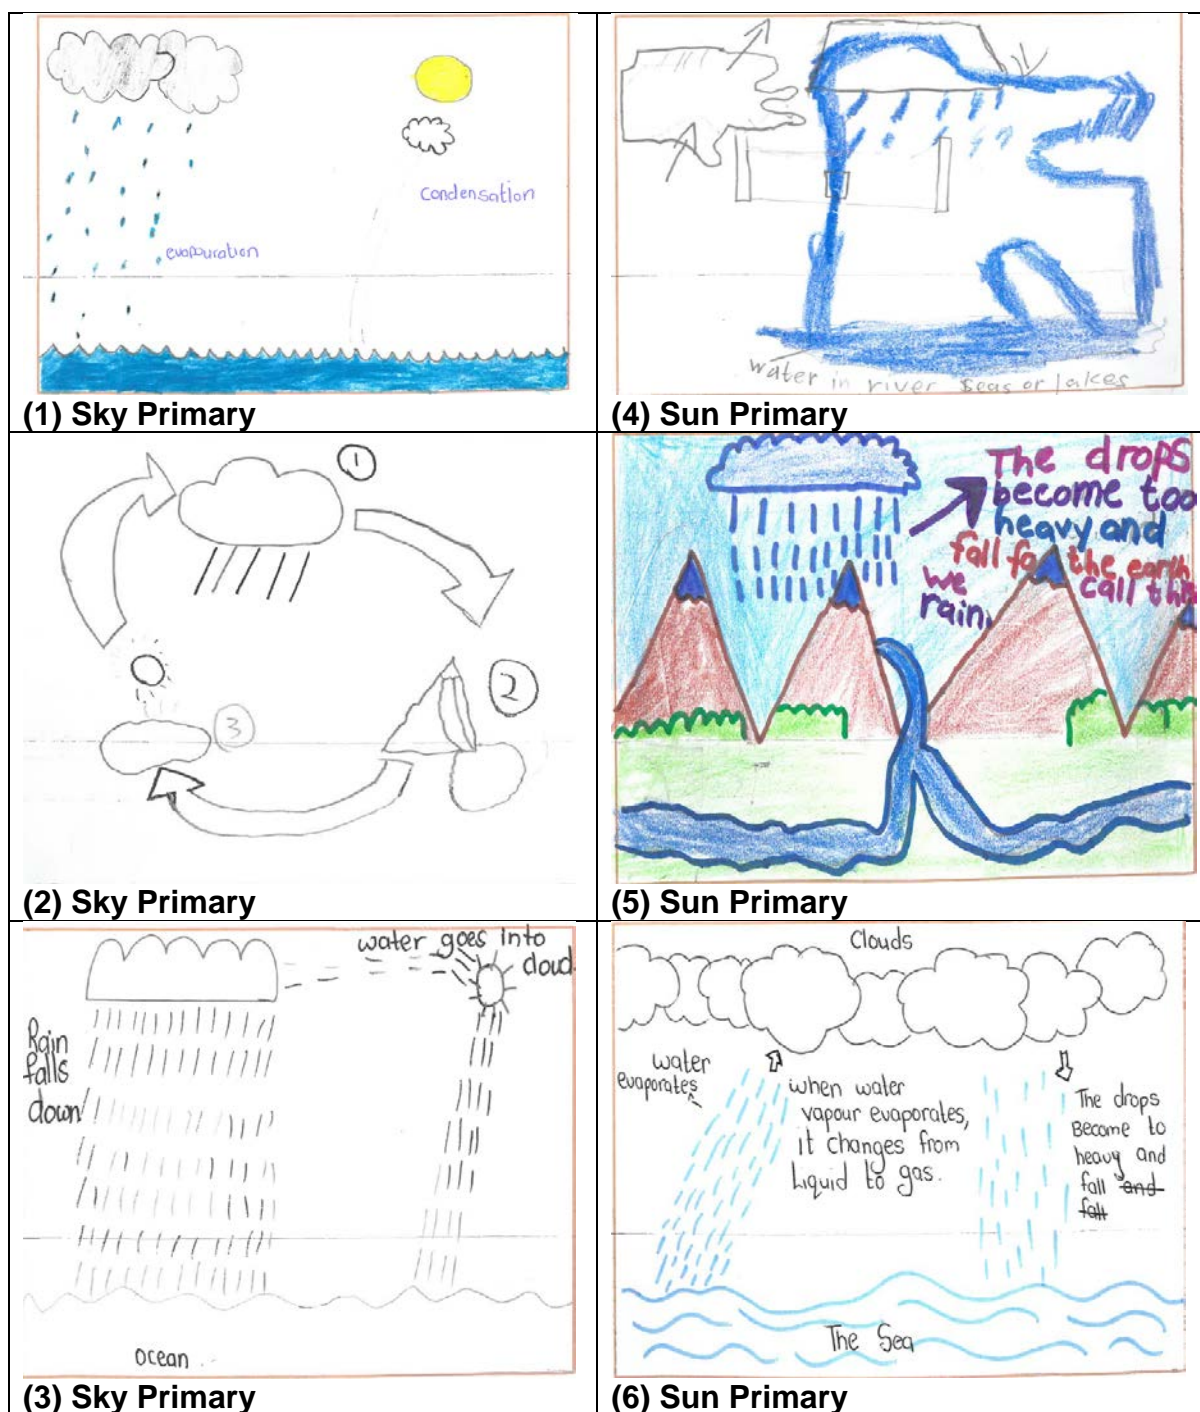 evapouration
Condensation
(1) Sky Primary
water in river seas or lakes
(4) Sun Primary
1
2
3
(2) Sky Primary
The drops
become too
heavy and
fall fo the earth
we call this
rain.
(5) Sun Primary
water goes into
cloud
Rain
falls
down
ocean
(3) Sky Primary
Clouds
water
evaporates
when water
vapour evaporates,
it changes from
Liquid to gas.
The drops
Become to
heavy and
fall and
fall
The Sea
(6) Sun Primary